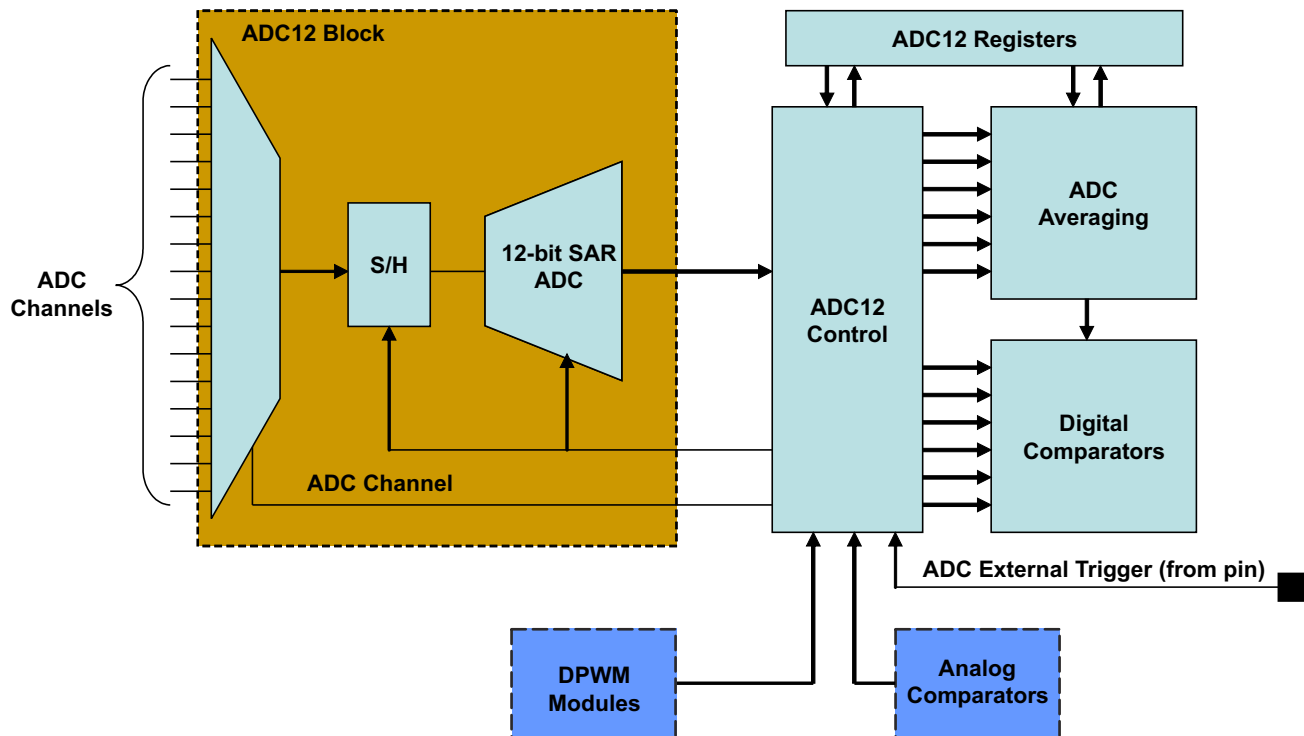 ADC12 Block
ADC12 Registers
ADC
Channels
S/H
12-bit SAR
ADC
ADC12
Control
ADC
Averaging
Digital
Comparators
ADC Channel
ADC External Trigger (from pin)
DPWM
Modules
Analog
Comparators